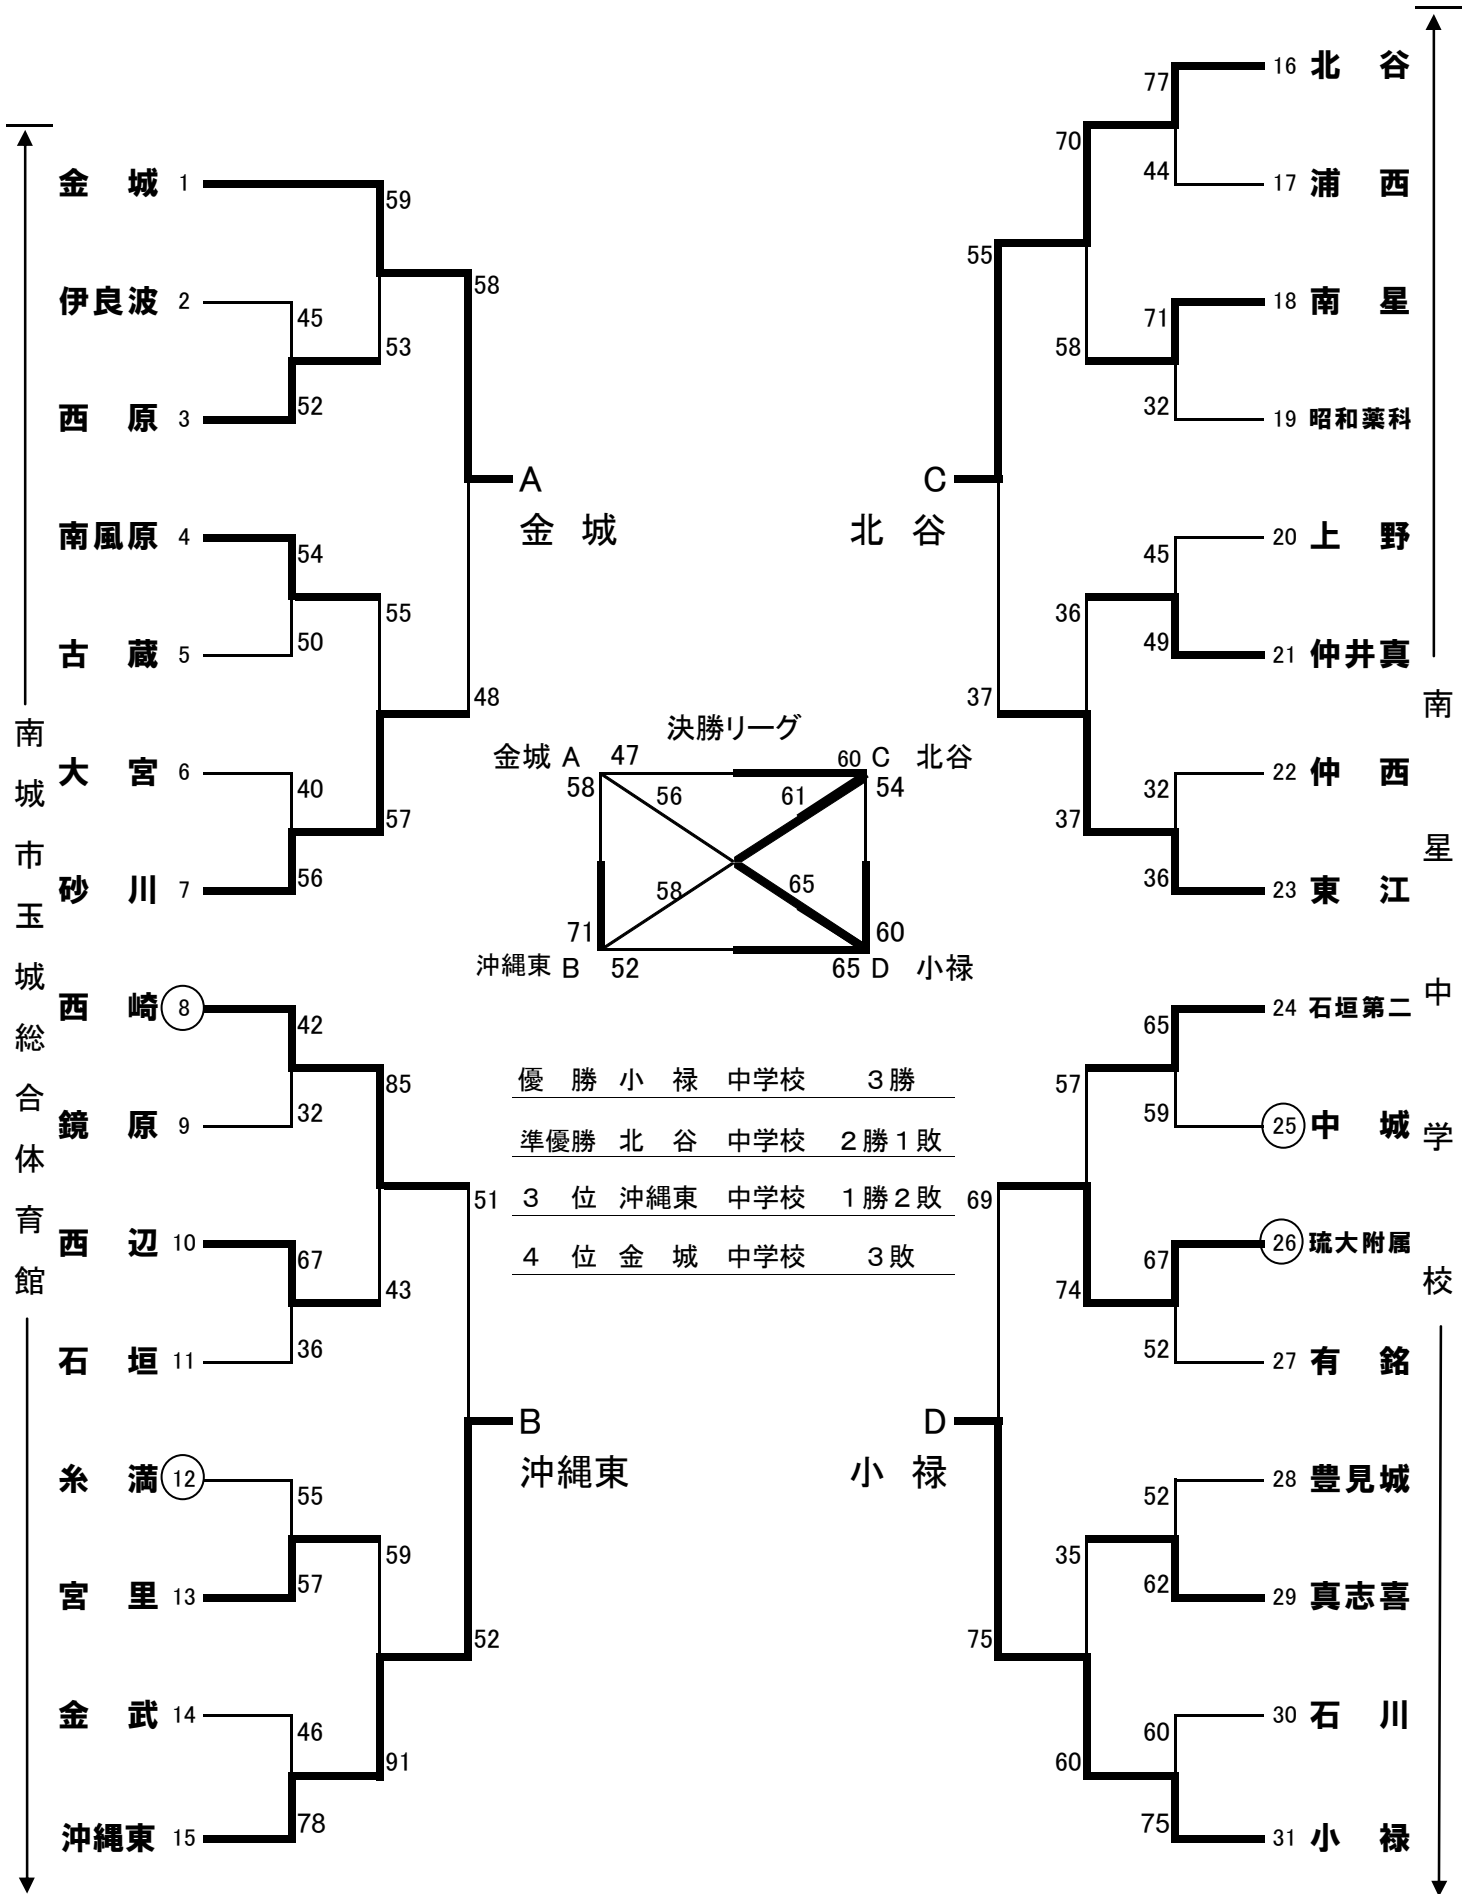 南城市玉城総合体育館
金城 1
59
伊良波 2
45
53
西原 3
52
58
A
金城
南風原 4
54
55
古蔵 5
50
48
大宮 6
40
57
砂川 7
56
西崎 8
42
85
鏡原 9
32
51
西辺 10
67
43
石垣 11
36
B
沖縄東
糸満 12
55
59
宮里 13
57
52
金武 14
46
91
沖縄東 15
78
決勝リーグ
金城 A 47 60 C 北谷
58 56 61 54
71 58 65 60
沖縄東 B 52 65 D 小禄
優勝 小禄 中学校 3勝
準優勝 北谷 中学校 2勝1敗
3位 沖縄東 中学校 1勝2敗
4位 金城 中学校 3敗
南星中学校
77 16 北谷
70
44 17 浦西
55
71 18 南星
58
32 19 昭和薬科
C
北谷
45 20 上野
36
49 21 仲井真
37
32 22 仲西
37
36 23 東江
65 24 石垣第二
57
59 25 中城
69
67 26 琉大附属
74
52 27 有銘
D
小禄
52 28 豊見城
35
62 29 真志喜
75
60 30 石川
60
75 31 小禄